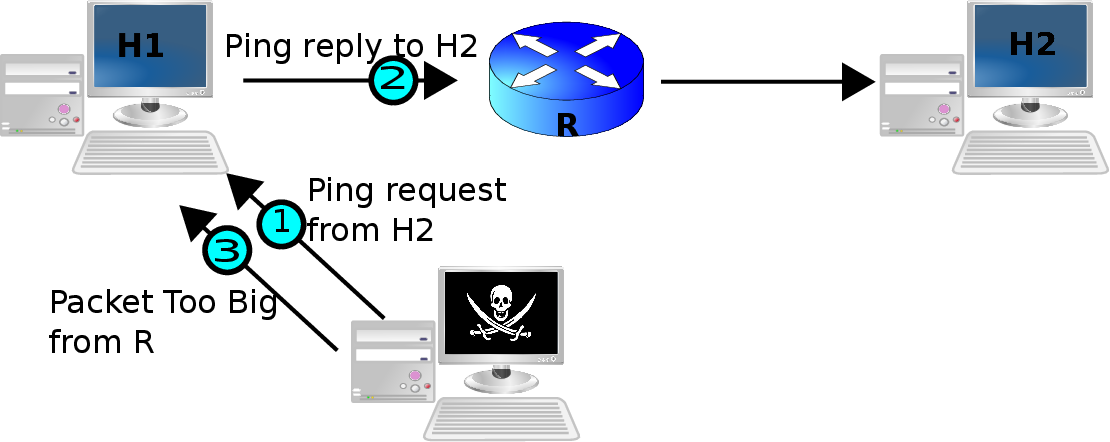 H1
Ping reply to H2
2
R
H2
Ping request
from H2
1
3
Packet Too Big
from R